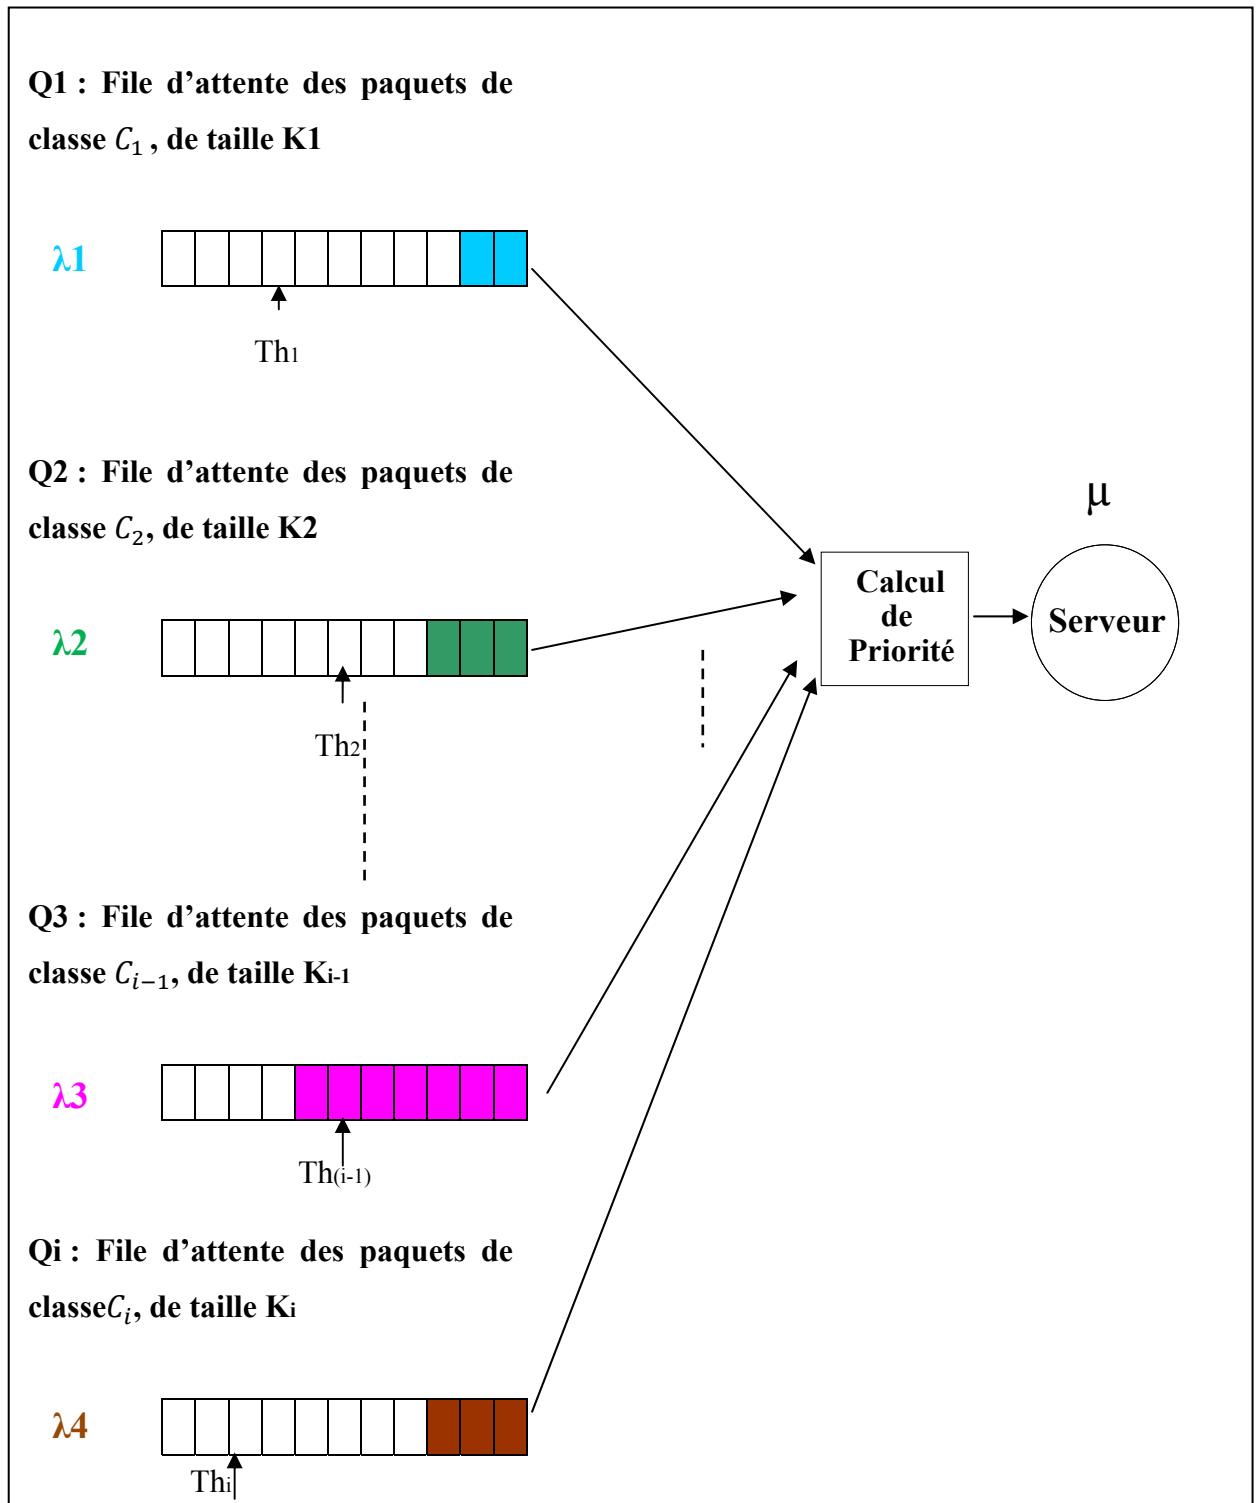 Q1 : File d'attente des paquets de
classe C₁ , de taille K1
λ1
Th1
Q2 : File d'attente des paquets de
classe C₂, de taille K2
μ
Calcul
de
Priorité
Serveur
λ2
Th2
Q3 : File d'attente des paquets de
classe Cᵢ₋₁, de taille Ki-1
λ3
Th(i-1)
Qi : File d'attente des paquets de
classeCᵢ, de taille Ki
λ4
Thi